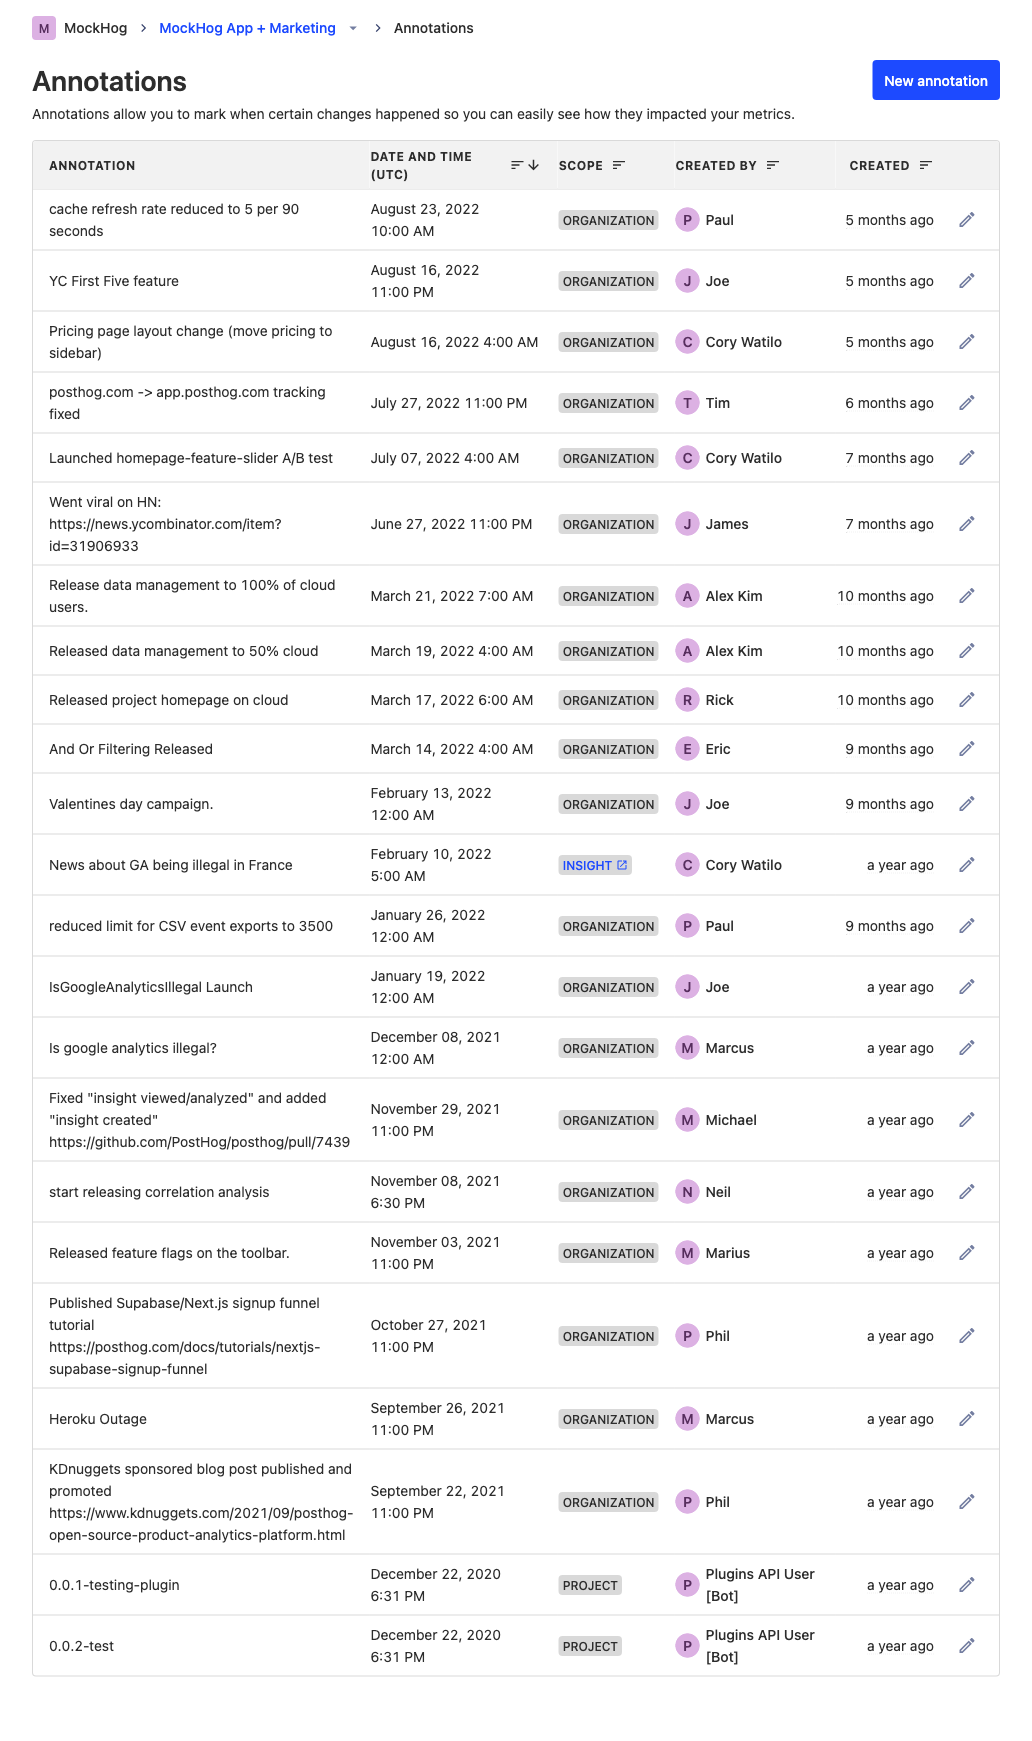 M MockHog > MockHog App + Marketing > Annotations
Annotations
New annotation
Annotations allow you to mark when certain changes happened so you can easily see how they impacted your metrics.
ANNOTATION DATE AND TIME (UTC) SCOPE CREATED BY CREATED
cache refresh rate reduced to 5 per 90
seconds
August 23, 2022
10:00 AM
ORGANIZATION P Paul 5 months ago
YC First Five feature
August 16, 2022
11:00 PM
ORGANIZATION J Joe 5 months ago
Pricing page layout change (move pricing to
sidebar)
August 16, 2022 4:00 AM ORGANIZATION C Cory Watilo 5 months ago
posthog.com -> app.posthog.com tracking
fixed
July 27, 2022 11:00 PM ORGANIZATION T Tim 6 months ago
Launched homepage-feature-slider A/B test July 07, 2022 4:00 AM ORGANIZATION C Cory Watilo 7 months ago
Went viral on HN:
https://news.ycombinator.com/item?
id=31906933
June 27, 2022 11:00 PM ORGANIZATION J James 7 months ago
Release data management to 100% of cloud
users.
March 21, 2022 7:00 AM ORGANIZATION A Alex Kim 10 months ago
Released data management to 50% cloud March 19, 2022 4:00 AM ORGANIZATION A Alex Kim 10 months ago
Released project homepage on cloud March 17, 2022 6:00 AM ORGANIZATION R Rick 10 months ago
And Or Filtering Released March 14, 2022 4:00 AM ORGANIZATION E Eric 9 months ago
Valentines day campaign.
February 13, 2022
12:00 AM
ORGANIZATION J Joe 9 months ago
News about GA being illegal in France
February 10, 2022
5:00 AM
INSIGHT C Cory Watilo a year ago
reduced limit for CSV event exports to 3500
January 26, 2022
12:00 AM
ORGANIZATION P Paul 9 months ago
IsGoogleAnalyticsIllegal Launch
January 19, 2022
12:00 AM
ORGANIZATION J Joe a year ago
Is google analytics illegal?
December 08, 2021
12:00 AM
ORGANIZATION M Marcus a year ago
Fixed "insight viewed/analyzed" and added
"insight created"
https://github.com/PostHog/posthog/pull/7439
November 29, 2021
11:00 PM
ORGANIZATION M Michael a year ago
start releasing correlation analysis
November 08, 2021
6:30 PM
ORGANIZATION N Neil a year ago
Released feature flags on the toolbar.
November 03, 2021
11:00 PM
ORGANIZATION M Marius a year ago
Published Supabase/Next.js signup funnel
tutorial
https://posthog.com/docs/tutorials/nextjs-
supabase-signup-funnel
October 27, 2021
11:00 PM
ORGANIZATION P Phil a year ago
Heroku Outage
September 26, 2021
11:00 PM
ORGANIZATION M Marcus a year ago
KDnuggets sponsored blog post published and
promoted
https://www.kdnuggets.com/2021/09/posthog-
open-source-product-analytics-platform.html
September 22, 2021
11:00 PM
ORGANIZATION P Phil a year ago
0.0.1-testing-plugin
December 22, 2020
6:31 PM
PROJECT P Plugins API User
[Bot]
a year ago
0.0.2-test
December 22, 2020
6:31 PM
PROJECT P Plugins API User
[Bot]
a year ago